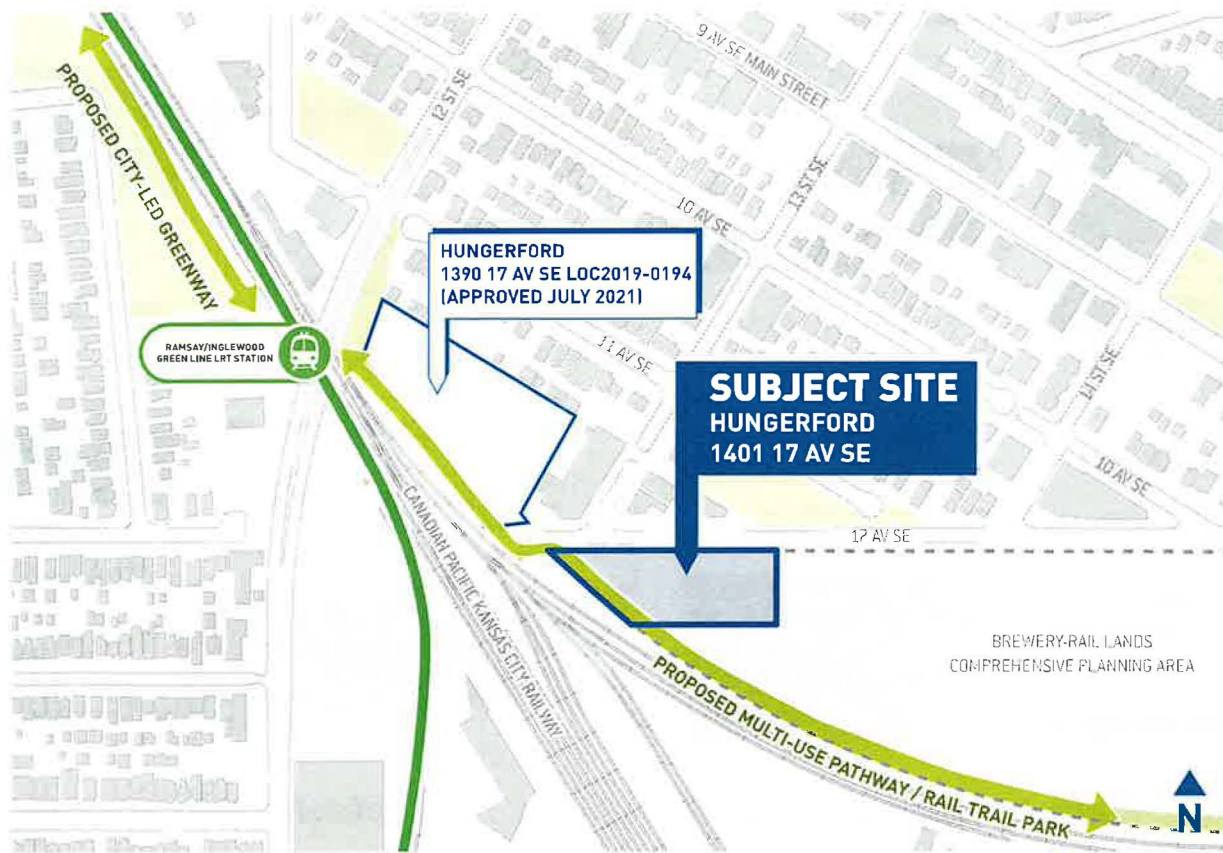 9 AV SE MAIN STREET
12 ST SE
13 ST SE
PROPOSED CITY-LED GREENWAY
10 AV SE
HUNGERFORD
1390 17 AV SE LOC2019-0194
(APPROVED JULY 2021)
RAMSAY/INGLEWOOD
GREEN LINE LRT STATION
11 AV SE
14 ST SE
SUBJECT SITE
HUNGERFORD
1401 17 AV SE
10 AV SE
CANADIAN PACIFIC KANSAS CITY RAILWAY
17 AV SE
BREWERY-RAIL LANDS
COMPREHENSIVE PLANNING AREA
PROPOSED MULTI-USE PATHWAY / RAIL TRAIL PARK
N